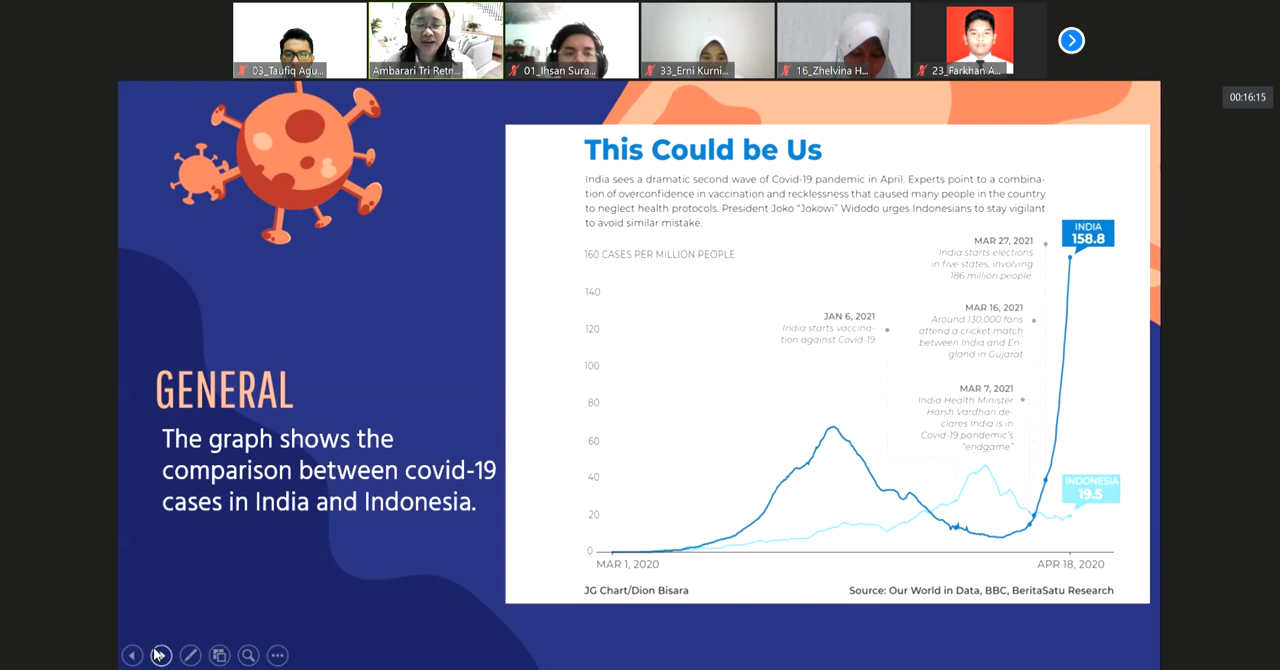 03_Taufiq Agu...
Ambarari Tri Retn...
01_Ihsan Sura...
33_Erni Kurni...
16_Zhelvina H...
23_Farkhan A...
00:16:15
This Could be Us
India sees a dramatic second wave of Covid-19 pandemic in April. Experts point to a combina-
tion of overconfidence in vaccination and recklessness that caused many people in the country
to neglect health protocols. President Joko “Jokowi” Widodo urges Indonesians to stay vigilant
to avoid similar mistake.
160 CASES PER MILLION PEOPLE
140
120
100
80
60
40
20
0
MAR 1, 2020
APR 18, 2020
JAN 6, 2021
India starts vaccina-
tion against Covid-19
MAR 27, 2021
India starts elections
in five states, involving
186 million people.
MAR 16, 2021
Around 130,000 fans
attend a cricket match
between India and En-
gland in Gujarat
MAR 7, 2021
India Health Minister
Harsh Vardhan de-
clares India is in
Covid-19 pandemic's
"endgame"
INDIA
158.8
INDONESIA
19.5
JG Chart/Dion Bisara
Source: Our World in Data, BBC, BeritaSatu Research
GENERAL
The graph shows the
comparison between covid-19
cases in India and Indonesia.